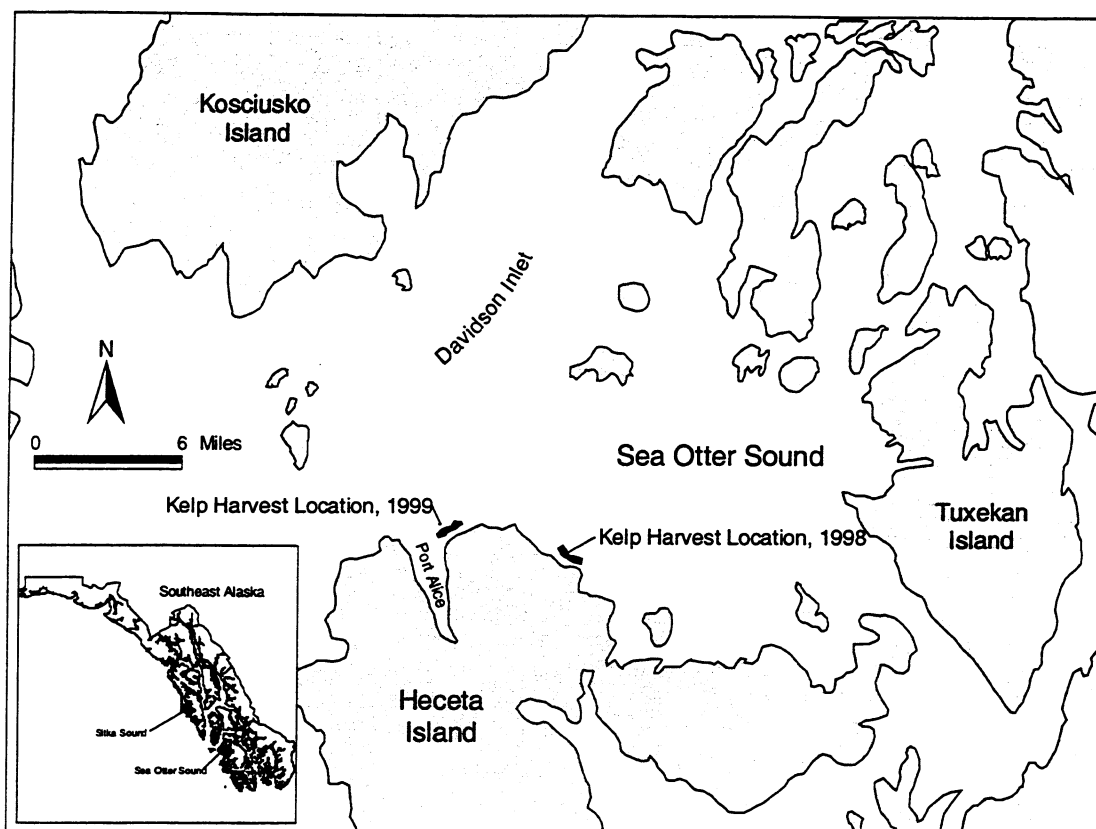 Kosciusko
Island
Davidson Inlet
N
0 6 Miles
Sea Otter Sound
Kelp Harvest Location, 1999
Kelp Harvest Location, 1998
Tuxekan
Island
Port Alice
Southeast Alaska
Heceta
Island
Sitka Sound
Sea Otter Sound